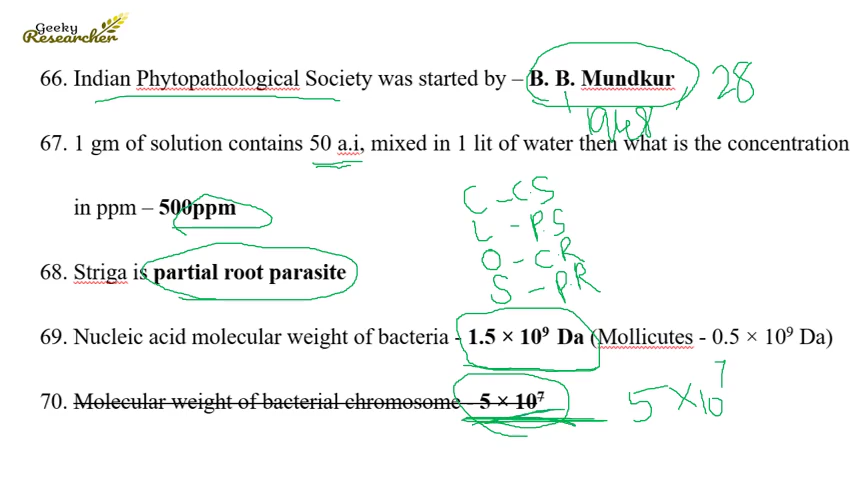 Geeky
Researcher
66. Indian Phytopathological Society was started by – B. B. Mundkur 28
1948
67. 1 gm of solution contains 50 a.i, mixed in 1 lit of water then what is the concentration
in ppm – 500ppm
C - C.S
L - P.S
O - C.R
S - P.R
68. Striga is partial root parasite
69. Nucleic acid molecular weight of bacteria - 1.5 × 10⁹ Da (Mollicutes - 0.5 × 10⁹ Da)
70. Molecular weight of bacterial chromosome - 5 × 10⁷ 5 × 10⁷